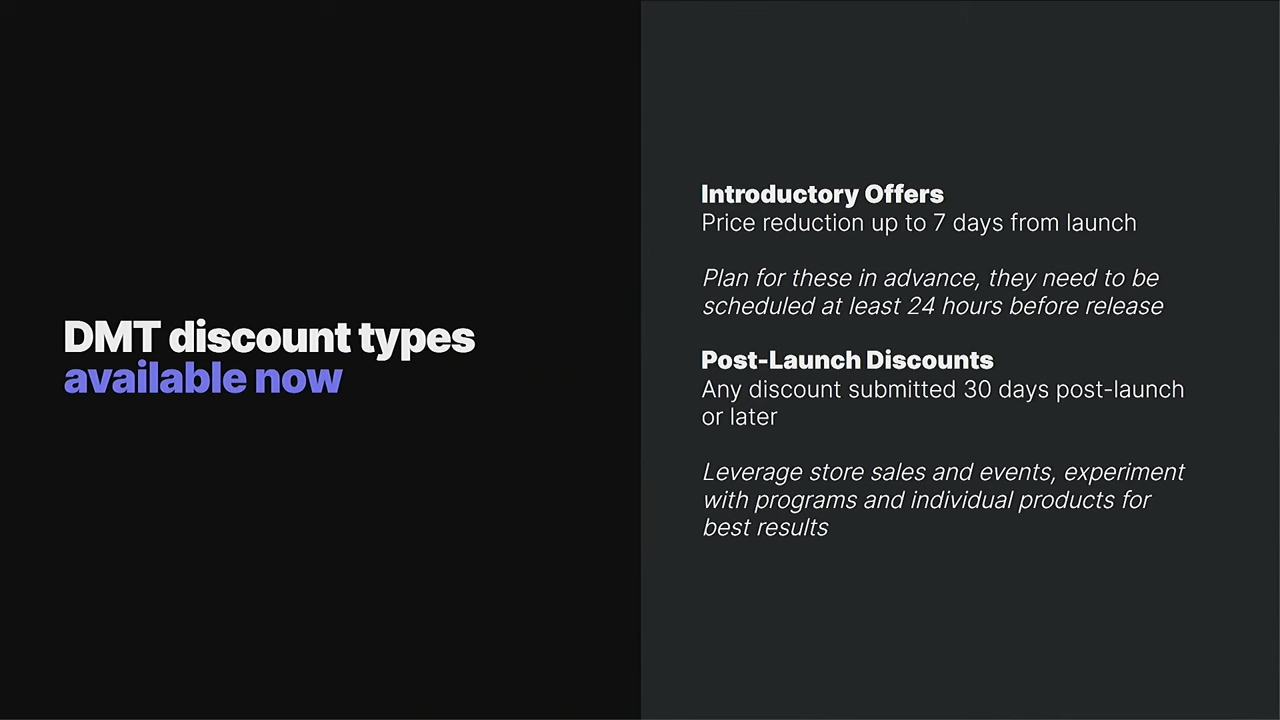 DMT discount types
available now
Introductory Offers
Price reduction up to 7 days from launch
Plan for these in advance, they need to be
scheduled at least 24 hours before release
Post-Launch Discounts
Any discount submitted 30 days post-launch
or later
Leverage store sales and events, experiment
with programs and individual products for
best results